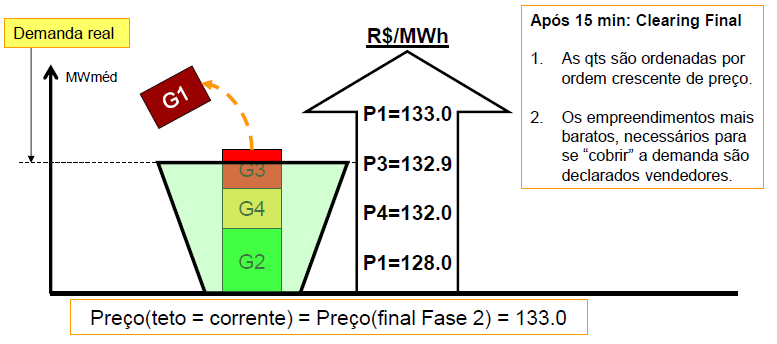 Demanda real
MWméd
G1
G3
G4
G2
R$/MWh
P1=133.0
P3=132.9
P4=132.0
P1=128.0
Após 15 min: Clearing Final
1. As qts são ordenadas por
ordem crescente de preço.
2. Os empreendimentos mais
baratos, necessários para
se “cobrir” a demanda são
declarados vendedores.
Preço(teto = corrente) = Preço(final Fase 2) = 133.0